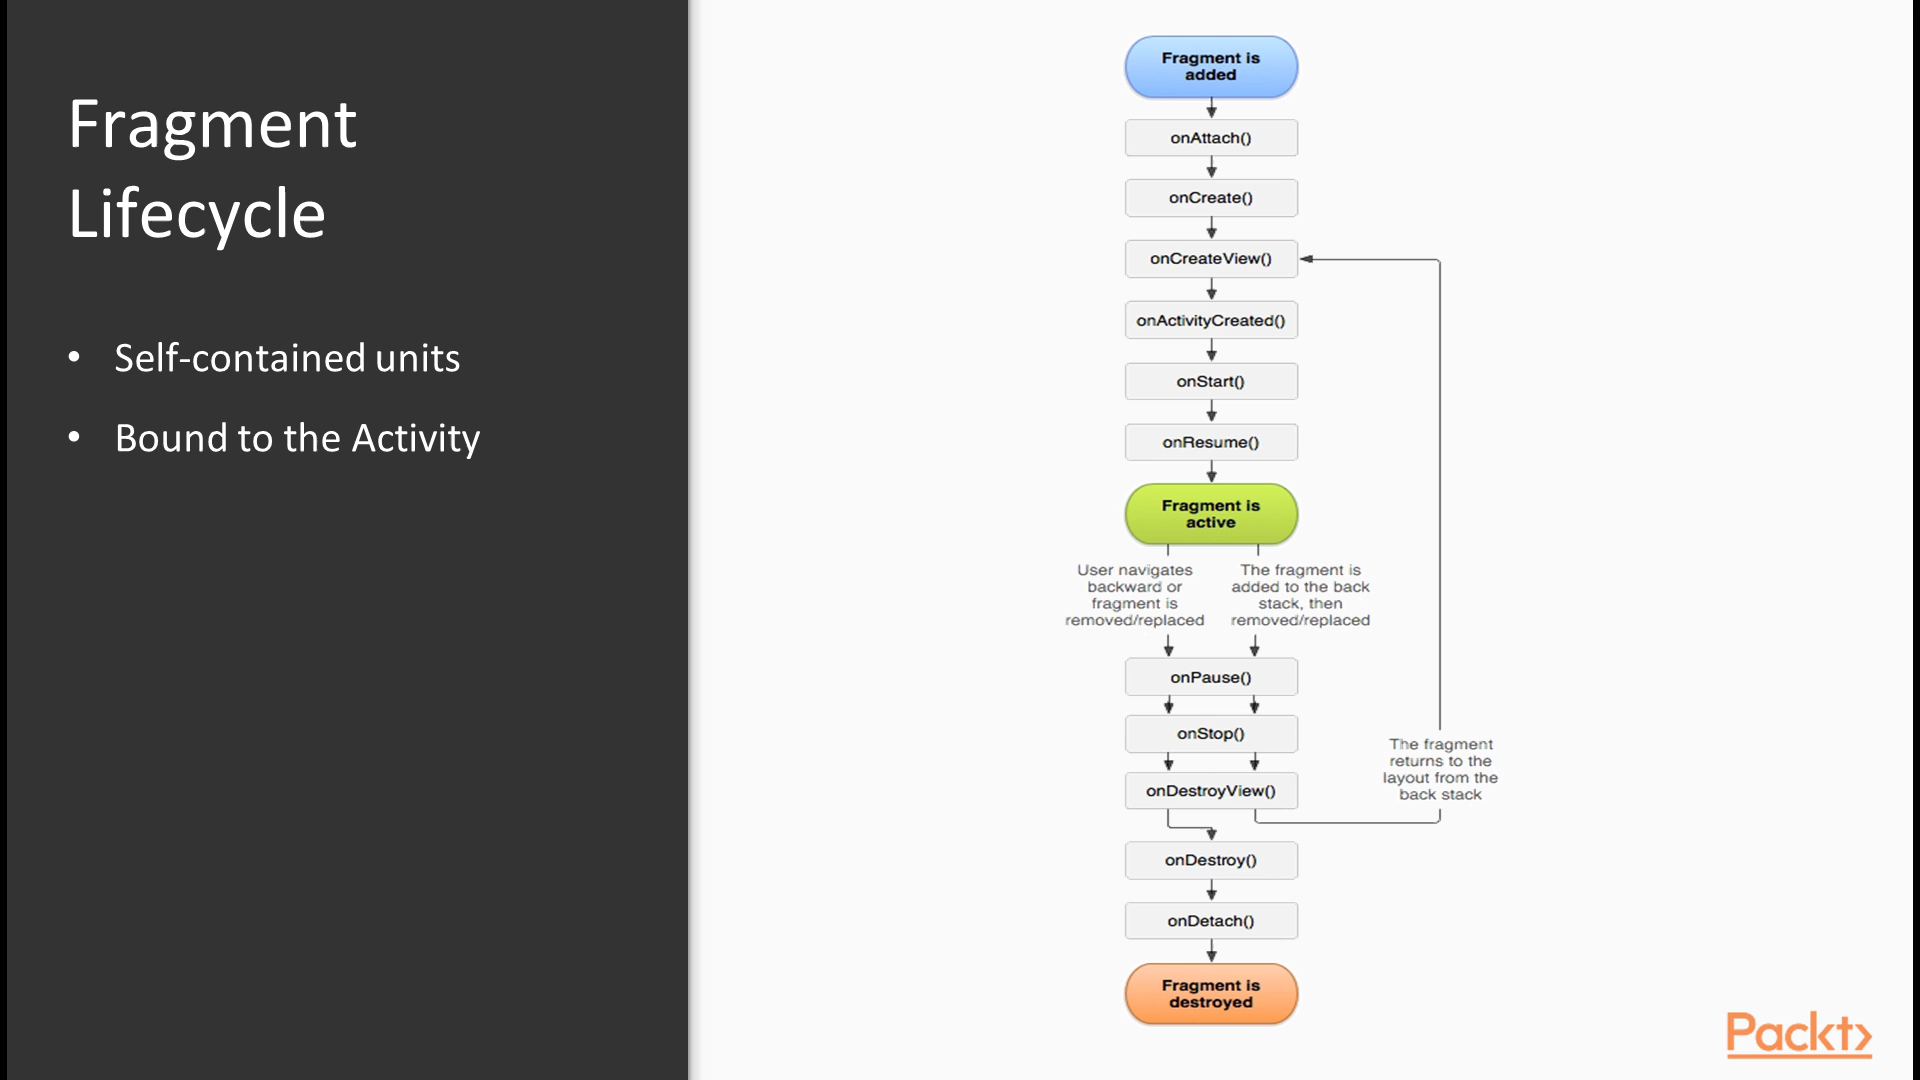 Fragment
Lifecycle
• Self-contained units
• Bound to the Activity
Fragment is
added
onAttach()
onCreate()
onCreateView()
onActivityCreated()
onStart()
onResume()
Fragment is
active
User navigates
backward or
fragment is
removed/replaced
The fragment is
added to the back
stack, then
removed/replaced
onPause()
onStop()
onDestroyView()
The fragment
returns to the
layout from the
back stack
onDestroy()
onDetach()
Fragment is
destroyed
Packt>